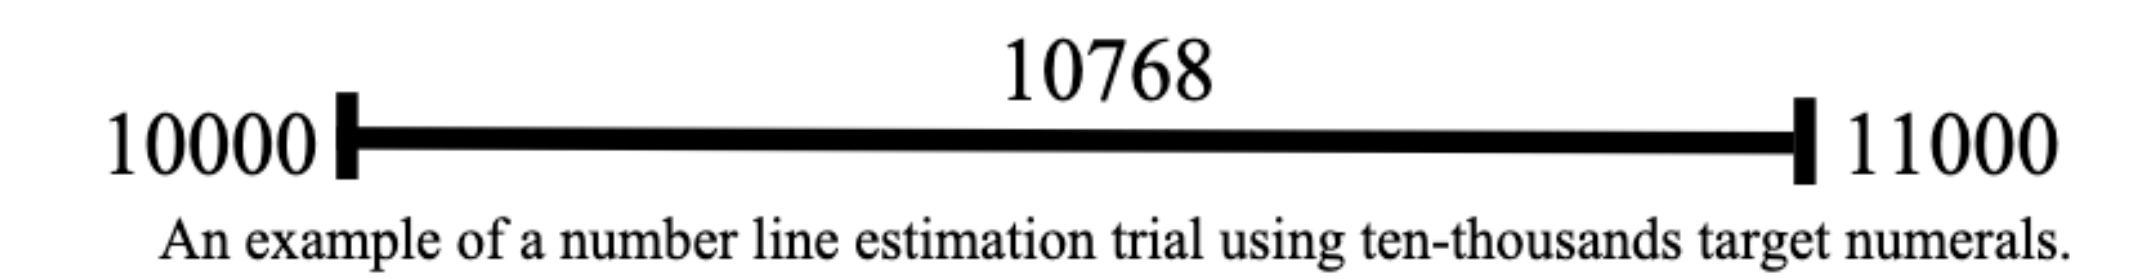 10768
10000 11000
An example of a number line estimation trial using ten-thousands target numerals.